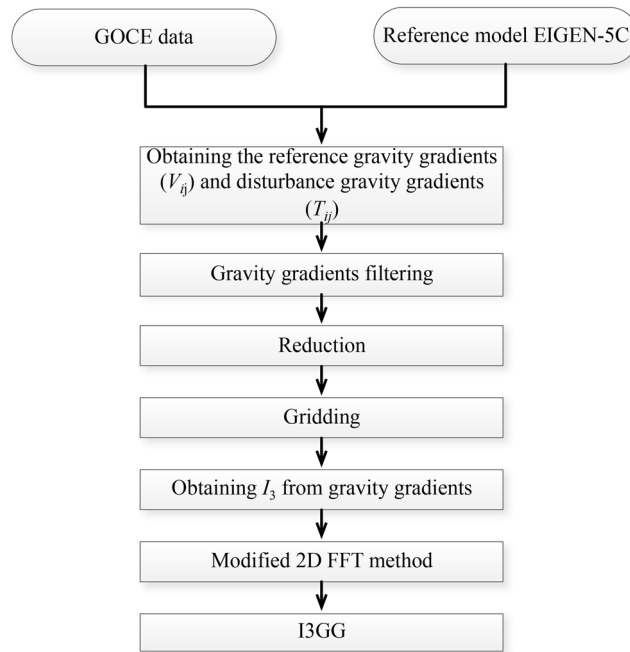 GOCE data
Reference model EIGEN-5C
Obtaining the reference gravity gradients
(Vij) and disturbance gravity gradients
(Tij)
Gravity gradients filtering
Reduction
Gridding
Obtaining I3 from gravity gradients
Modified 2D FFT method
I3GG